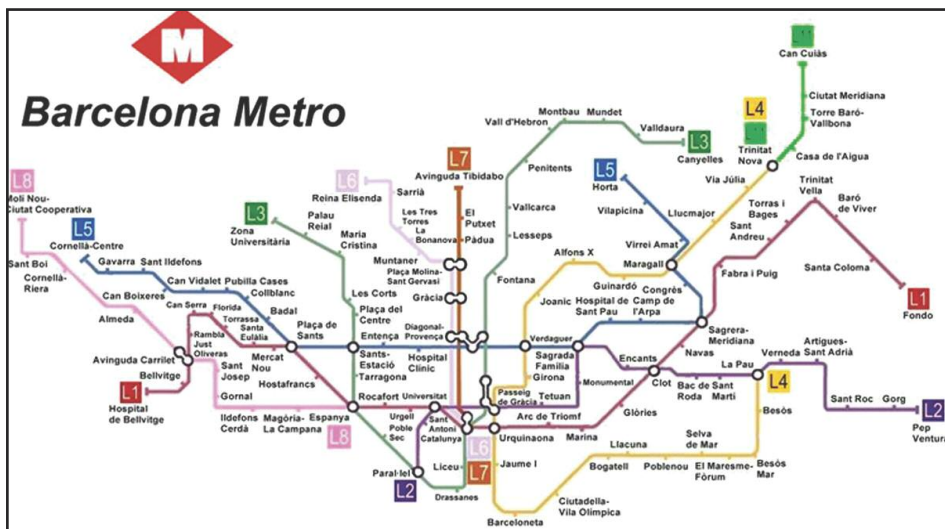 M
Barcelona Metro
L11
Can Cuiàs
Ciutat Meridiana
Torre Baró-
Vallbona
Casa de l'Aigua
L4
L11
Trinitat
Nova
Via Júlia
Llucmajor
Trinitat
Vella
Baró
de Viver
Torras i
Bages
Sant
Andreu
Santa Coloma
Fabra i Puig
L1
Fondo
Montbau
Mundet
Vall d'Hebron
Valldaura
L3
Canyelles
Penitents
Vallcarca
Lesseps
Fontana
L5
Horta
Vilapicina
Virrei Amat
Maragall
Congrès
Alfons X
Guinardó
Joanic
Hospital de
Sant Pau
Camp de
l'Arpa
Sagrera-
Meridiana
Navas
L7
Avinguda Tibidabo
El
Putxet
Pàdua
L6
Reina Elisenda
Sarrià
Les Tres
Torres
La
Bonanova
Muntaner
Plaça Molina-
Sant Gervasi
Gràcia
Diagonal-
Provença
L8
Moli Nou-
Ciutat Cooperativa
Sant Boi
Cornellà-
Riera
Almeda
L5
Cornellà-Centre
Gavarra
Sant Ildefons
Can Boixeres
Can Vidalet
Pubilla Cases
Collblanc
Badal
Plaça de
Sants
L3
Zona
Universitària
Palau
Reial
Maria
Cristina
Les Corts
Plaça del
Centre
Sants-
Estació
Tarragona
Entença
Hospital
Clínic
Verdaguer
Sagrada
Família
Girona
Monumental
Encants
Clot
Glòries
La Pau
L4
Bac de
Roda
Sant
Martí
Verneda
Artigues-
Sant Adrià
Sant Roc
Gorg
L2
Pep
Ventura
Can Serra
Florida
Torrassa
Santa
Eulàlia
Rambla
Just
Oliveras
Mercat
Nou
Hostafrancs
Avinguda Carrilet
Bellvitge
L1
Hospital
de Bellvitge
Sant
Josep
Gornal
Ildefons
Cerdà
Magòria-
La Campana
Espanya
L8
Rocafort
Urgell
Universitat
Poble
Sec
Sant
Antoni
Catalunya
Passeig
de Gràcia
Tetuan
Arc de Triomf
Marina
Urquinaona
L6
L7
Paral·lel
L2
Liceu
Drassanes
Jaume I
Barceloneta
Ciutadella-
Vila Olímpica
Bogatell
Llacuna
Poblenou
Selva
de Mar
El Maresme-
Fòrum
Besòs
Mar
Besòs